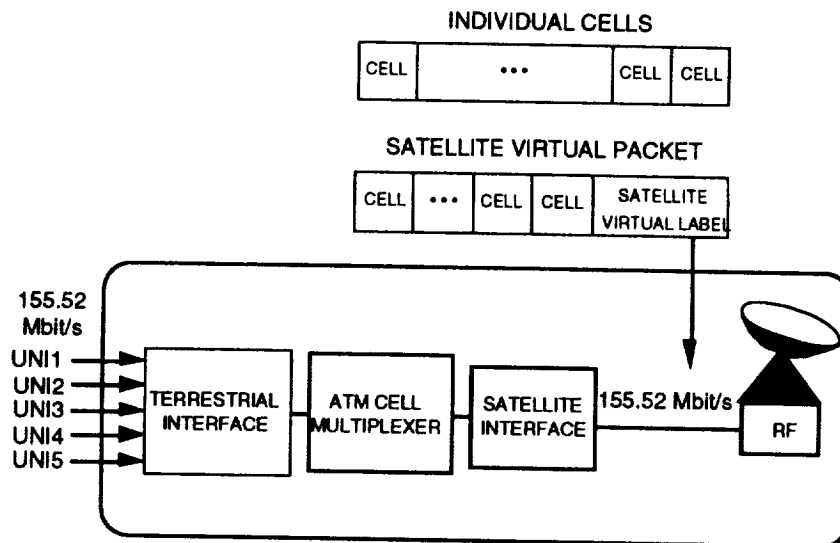 INDIVIDUAL CELLS
CELL ••• CELL CELL
SATELLITE VIRTUAL PACKET
CELL ••• CELL CELL SATELLITE
VIRTUAL LABEL
155.52
Mbit/s
UNI1
UNI2
UNI3
UNI4
UNI5
TERRESTRIAL
INTERFACE
ATM CELL
MULTIPLEXER
SATELLITE
INTERFACE
155.52 Mbit/s
RF